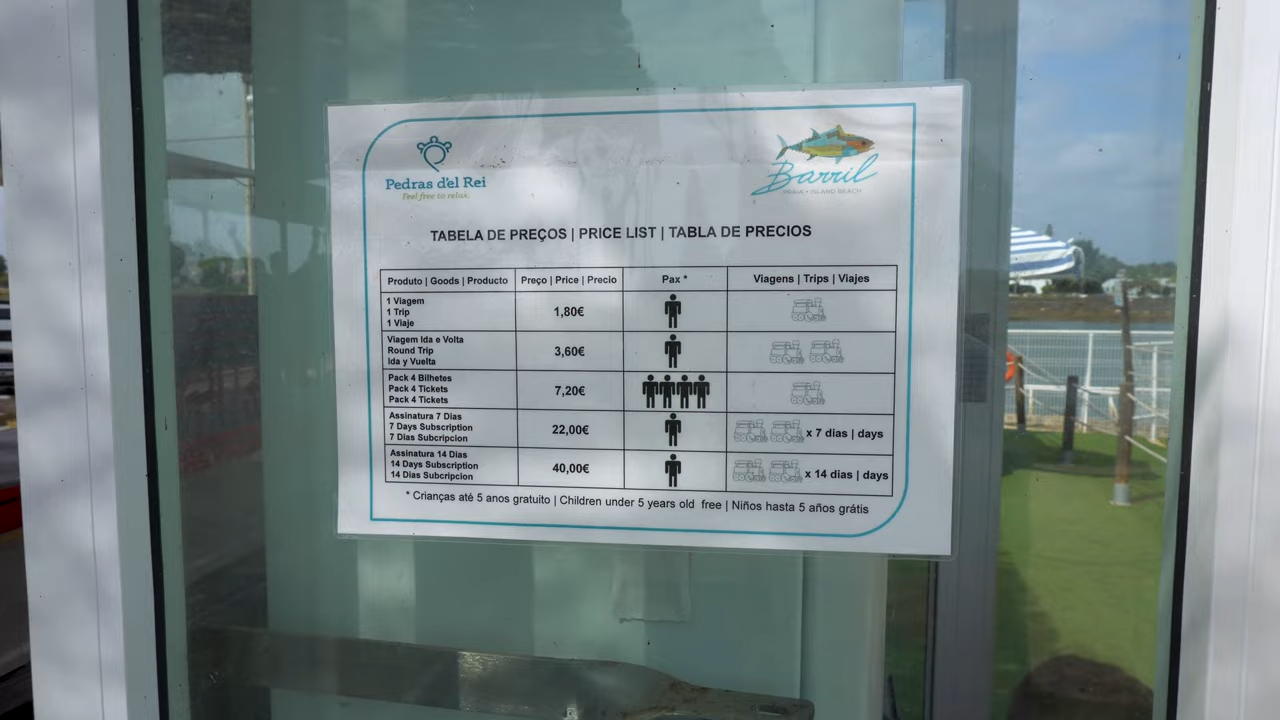 Pedras d'el Rei
Feel free to relax.
Barril
PRAIA • ISLAND BEACH
TABELA DE PREÇOS | PRICE LIST | TABLA DE PRECIOS
Produto | Goods | Producto Preço | Price | Precio Pax * Viagens | Trips | Viajes
1 Viagem
1 Trip
1 Viaje
1,80€
Viagem Ida e Volta
Round Trip
Ida y Vuelta
3,60€
Pack 4 Bilhetes
Pack 4 Tickets
Pack 4 Tickets
7,20€
Assinatura 7 Dias
7 Days Subscription
7 Dias Subcripcion
22,00€
x 7 dias | days
Assinatura 14 Dias
14 Days Subscription
14 Dias Subcripcion
40,00€
x 14 dias | days
* Crianças até 5 anos gratuito | Children under 5 years old free | Niños hasta 5 años grátis